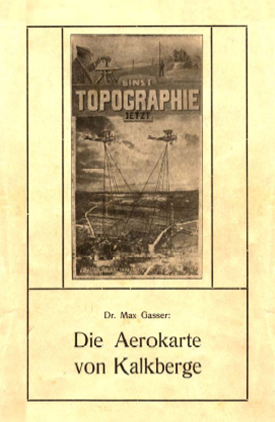 EINST
TOPOGRAPHIE
JETZT
Dr. Max Gasser:
Die Aerokarte
von Kalkberge